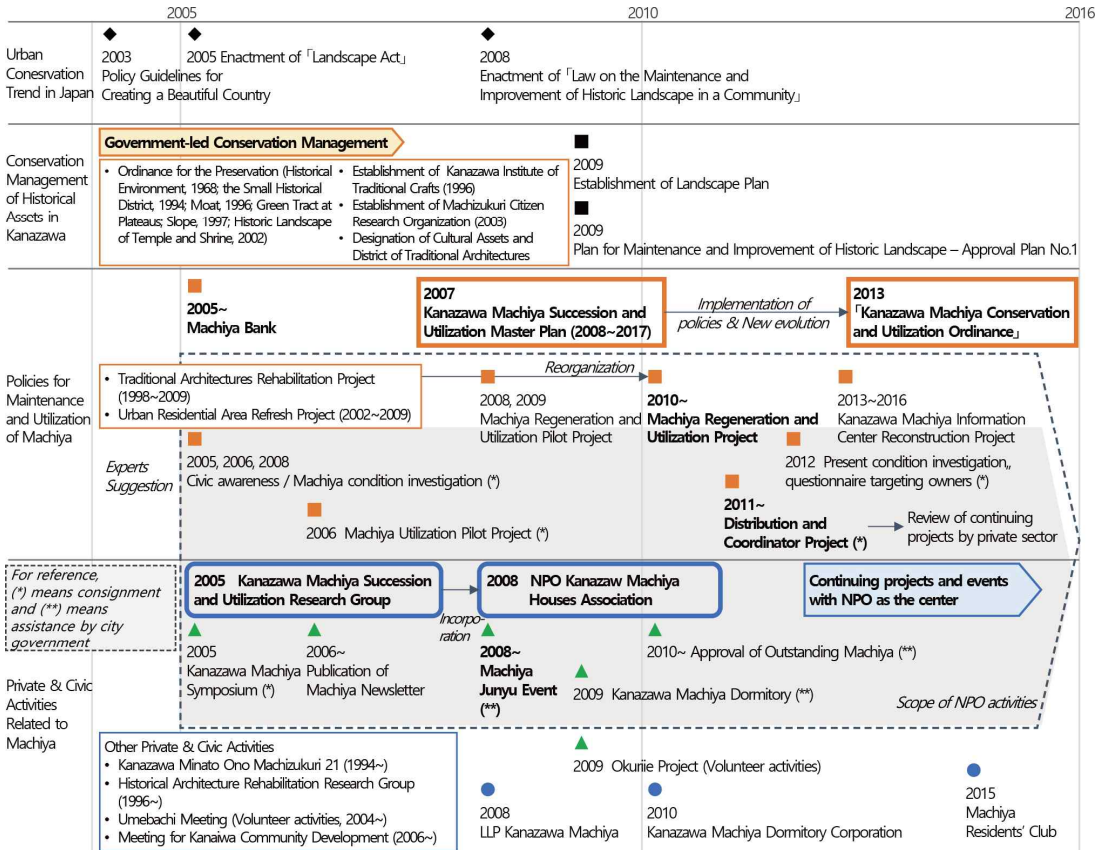 2005
2010
2016
Urban
Conesrvation
Trend in Japan
2003
Policy Guidelines for
Creating a Beautiful Country
2005 Enactment of「Landscape Act」
2008
Enactment of「Law on the Maintenance and
Improvement of Historic Landscape in a Community」
Conservation
Management
of Historical
Assets in
Kanazawa
Government-led Conservation Management
• Ordinance for the Preservation (Historical
Environment, 1968; the Small Historical
District, 1994; Moat, 1996; Green Tract at
Plateaus; Slope, 1997; Historic Landscape
of Temple and Shrine, 2002)
• Establishment of Kanazawa Institute of
Traditional Crafts (1996)
• Establishment of Machizukuri Citizen
Research Organization (2003)
• Designation of Cultural Assets and
District of Traditional Architectures
2009
Establishment of Landscape Plan
2009
Plan for Maintenance and Improvement of Historic Landscape – Approval Plan No.1
Policies for
Maintenance
and Utilization
of Machiya
2005~
Machiya Bank
2007
Kanazawa Machiya Succession and
Utilization Master Plan (2008~2017)
Implementation of
policies & New evolution
2013
「Kanazawa Machiya Conservation
and Utilization Ordinance」
• Traditional Architectures Rehabilitation Project
(1998~2009)
• Urban Residential Area Refresh Project (2002~2009)
Reorganization
2008, 2009
Machiya Regeneration and
Utilization Pilot Project
2010~
Machiya Regeneration and
Utilization Project
2013~2016
Kanazawa Machiya Information
Center Reconstruction Project
Experts
Suggestion
2005, 2006, 2008
Civic awareness / Machiya condition investigation (*)
2012 Present condition investigation,,
questionnaire targeting owners (*)
2006 Machiya Utilization Pilot Project (*)
2011~
Distribution and
Coordinator Project (*)
Review of continuing
projects by private sector
For reference,
(*) means consignment
and (**) means
assistance by city
government
2005 Kanazawa Machiya Succession
and Utilization Research Group
Incorpo-
ration
2008 NPO Kanazaw Machiya
Houses Association
Continuing projects and events
with NPO as the center
Private & Civic
Activities
Related to
Machiya
2005
Kanazawa Machiya
Symposium (*)
2006~
Publication of
Machiya Newsletter
2008~
Machiya
Junyu Event
(**)
2010~ Approval of Outstanding Machiya (**)
2009 Kanazawa Machiya Dormitory (**)
Scope of NPO activities
2009 Okurie Project (Volunteer activities)
Other Private & Civic Activities
• Kanazawa Minato Ono Machizukuri 21 (1994~)
• Historical Architecture Rehabilitation Research Group
(1996~)
• Umebachi Meeting (Volunteer activities, 2004~)
• Meeting for Kanaiwa Community Development (2006~)
2008
LLP Kanazawa Machiya
2010
Kanazawa Machiya Dormitory Corporation
2015
Machiya
Residents' Club